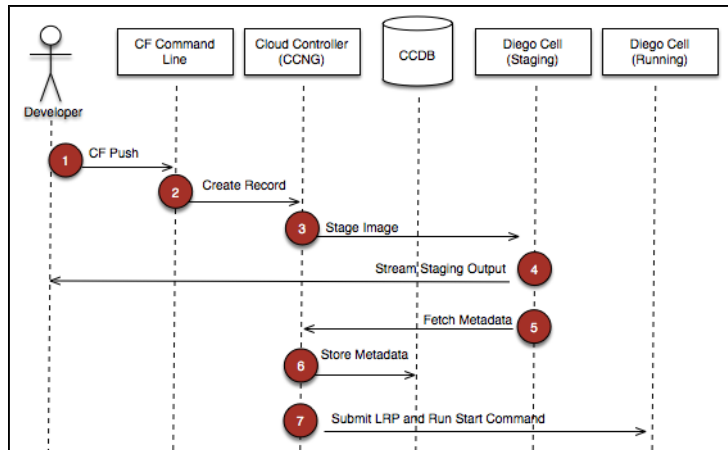 CF Command
Line
Cloud Controller
(CCNG)
CCDB
Diego Cell
(Staging)
Diego Cell
(Running)
Developer
1
CF Push
2
Create Record
3
Stage Image
Stream Staging Output
4
Fetch Metadata
5
6
Store Metadata
7
Submit LRP and Run Start Command